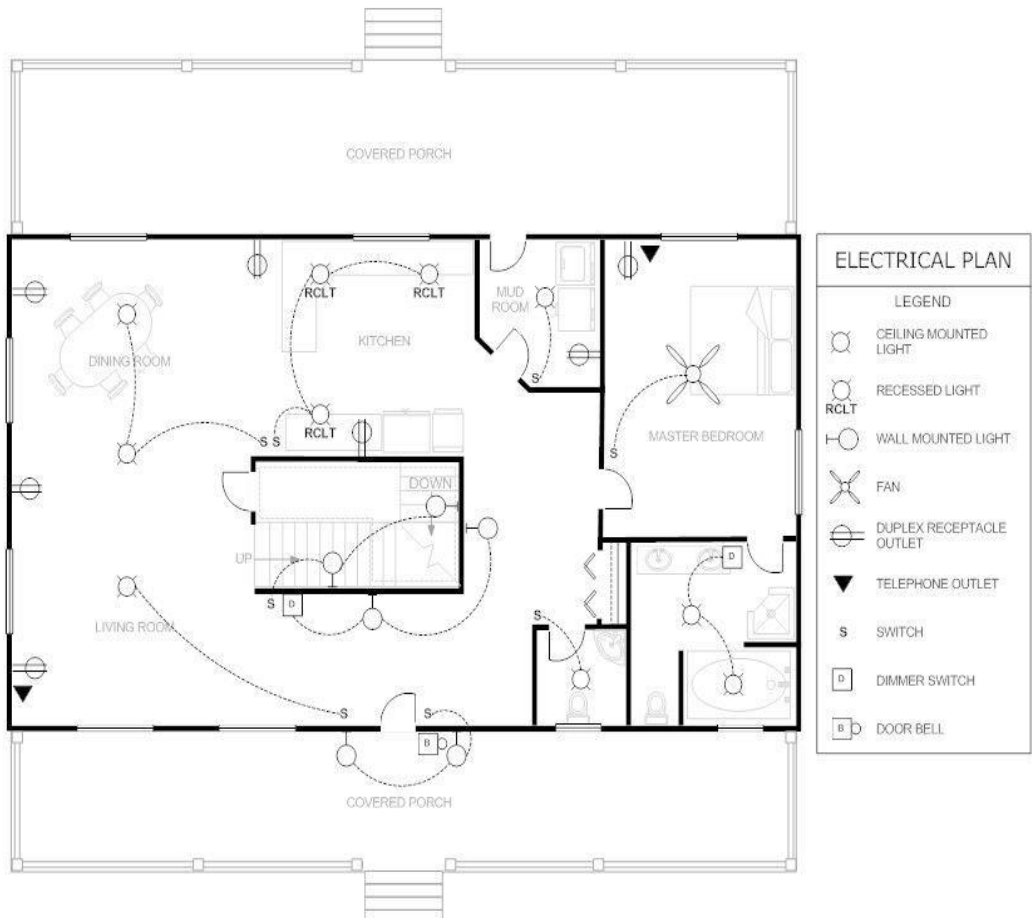 COVERED PORCH
RCLT
RCLT
MUD
ROOM
KITCHEN
DINING ROOM
RCLT
S
MASTER BEDROOM
S S
S
DOWN
UP
D
S
D
S
LIVING ROOM
S
S
B
COVERED PORCH
ELECTRICAL PLAN
LEGEND
CEILING MOUNTED
LIGHT
RCLT
RECESSED LIGHT
WALL MOUNTED LIGHT
FAN
DUPLEX RECEPTACLE
OUTLET
TELEPHONE OUTLET
S
SWITCH
D
DIMMER SWITCH
B
DOOR BELL